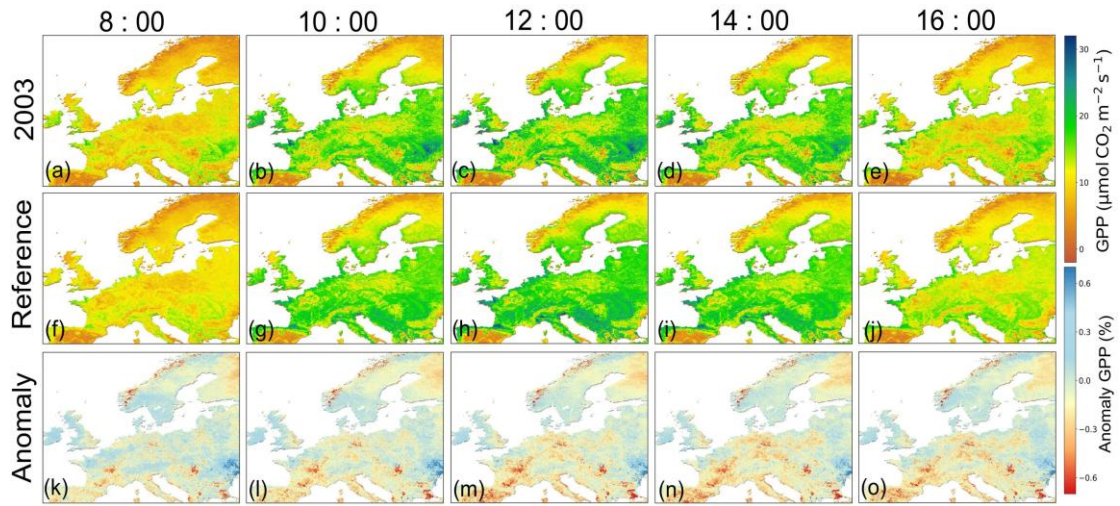 8 : 00 10 : 00 12 : 00 14 : 00 16 : 00
2003
(a) (b) (c) (d) (e)
30
20
10
0
GPP (μmol CO₂ m⁻² s⁻¹)
Reference
(f) (g) (h) (i) (j)
Anomaly
(k) (l) (m) (n) (o)
0.6
0.3
0.0
−0.3
−0.6
Anomaly GPP (%)